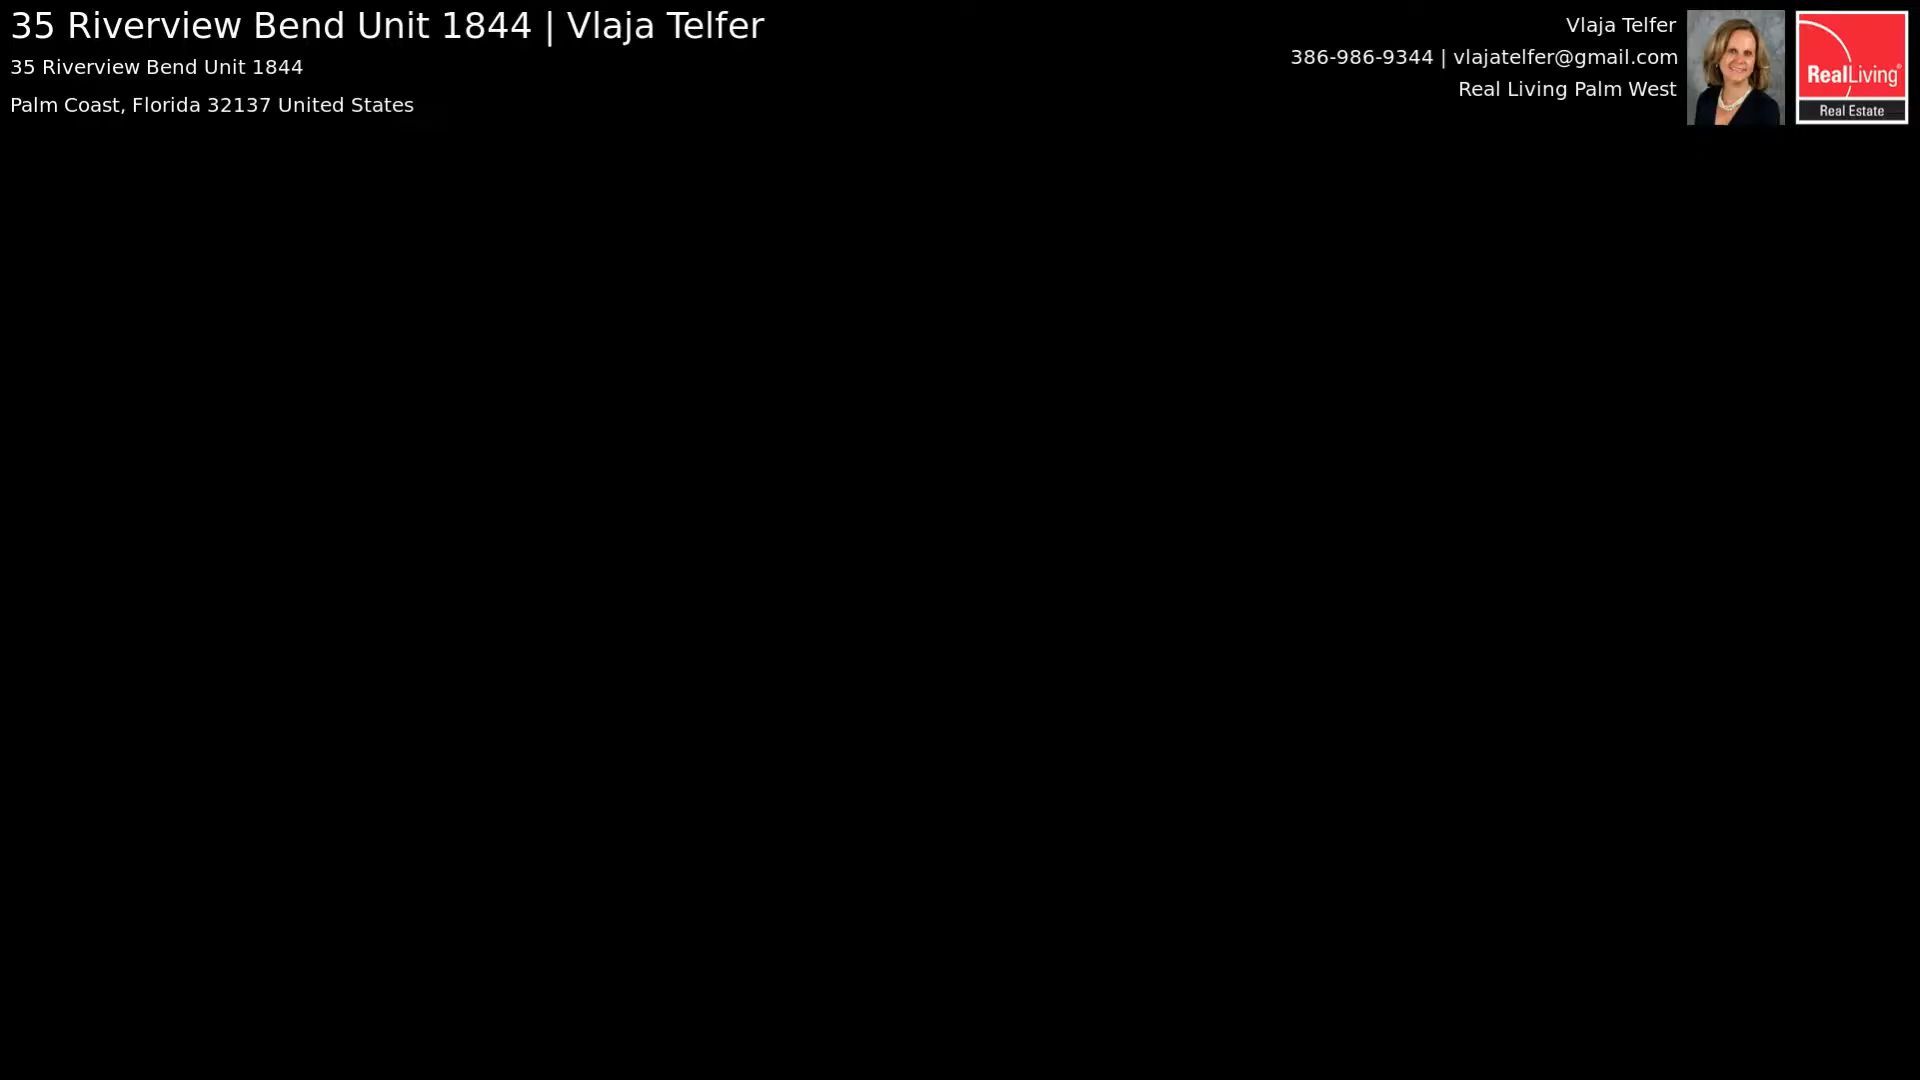 35 Riverview Bend Unit 1844 | Vlaja Telfer
35 Riverview Bend Unit 1844
Palm Coast, Florida 32137 United States
Vlaja Telfer
386-986-9344 | vlajatelfer@gmail.com
Real Living Palm West
RealLiving®
Real Estate